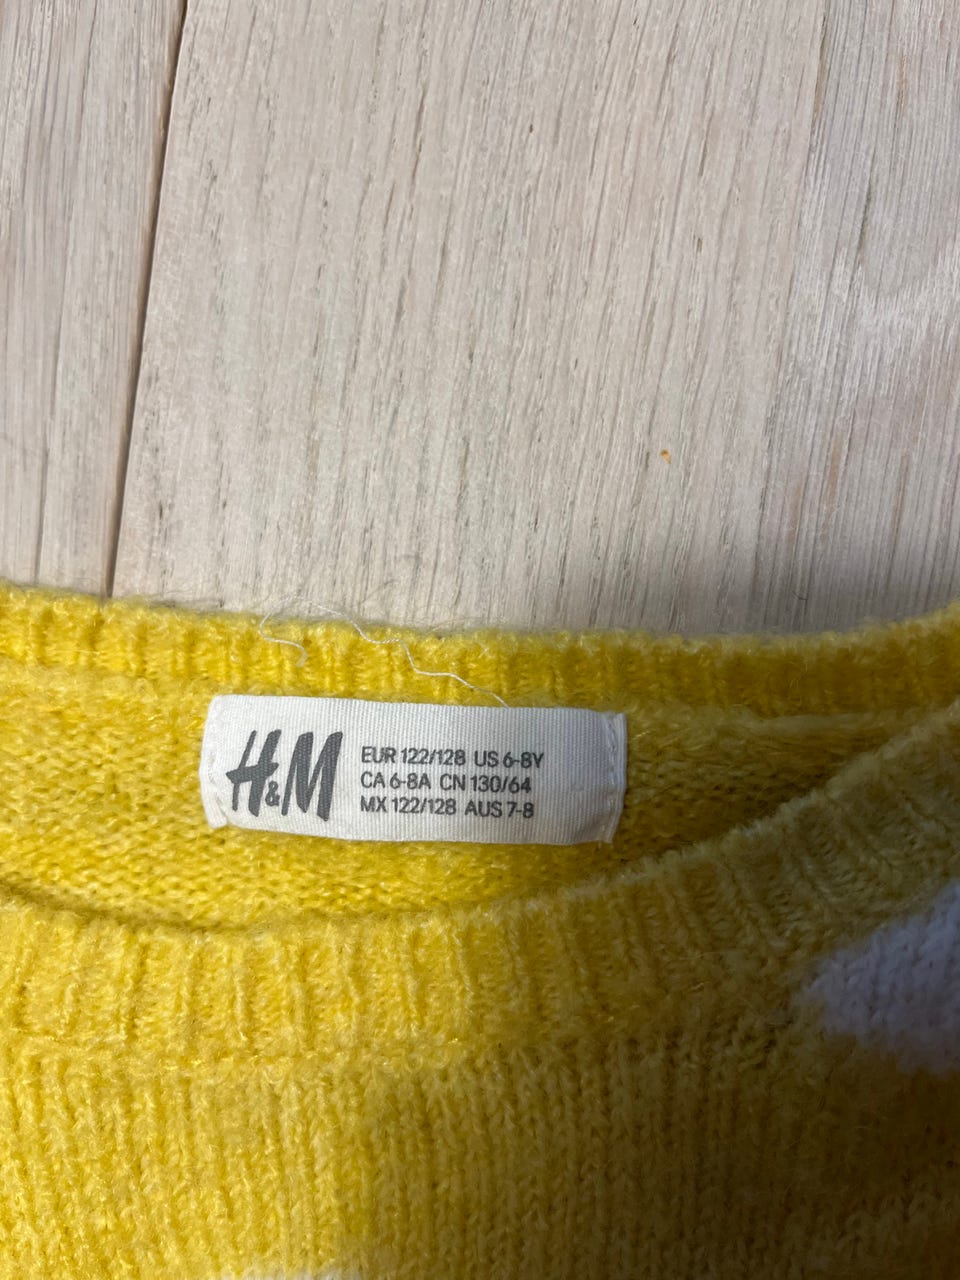 H&M
EUR 122/128 US 6-8Y
CA 6-8A CN 130/64
MX 122/128 AUS 7-8